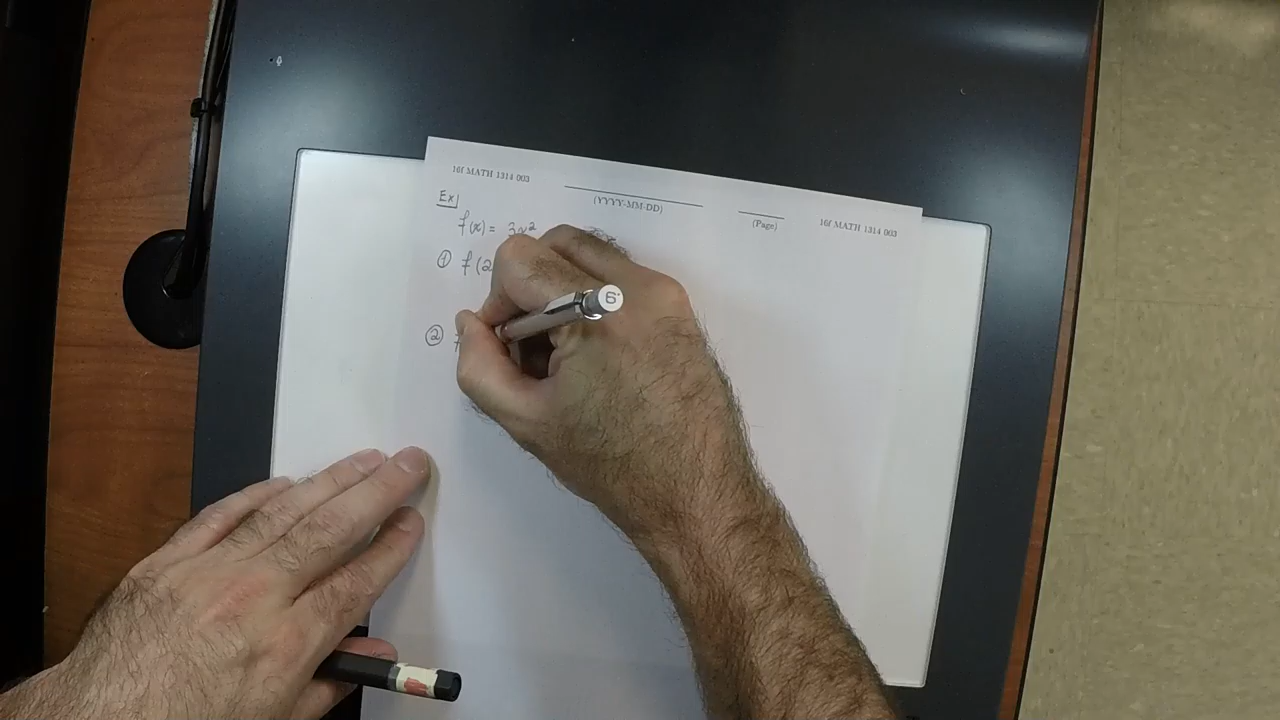 16f MATH 1314 003
(YYYY-MM-DD)
(Page)
16f MATH 1314 003
Ex
f(x) = 3x²
① f(2
② f